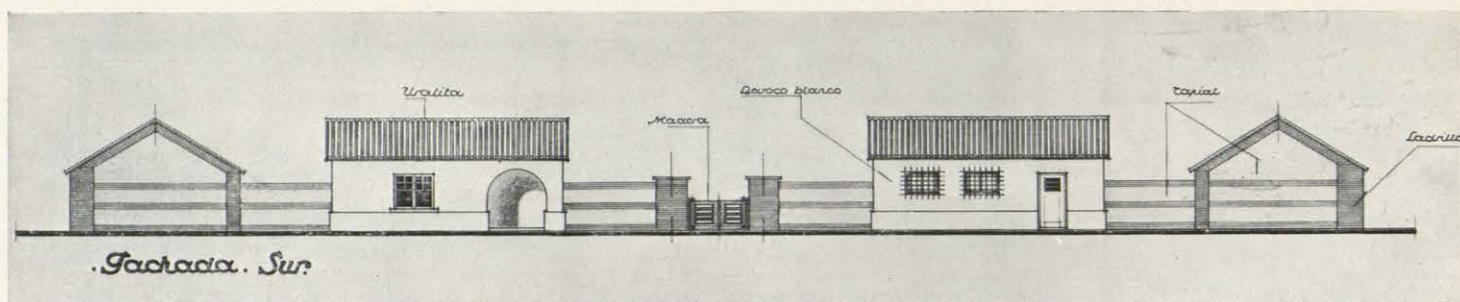 Uralita
Revoco blanco
Tapial
Madera
Ladrillo
.Fachada. Sur.